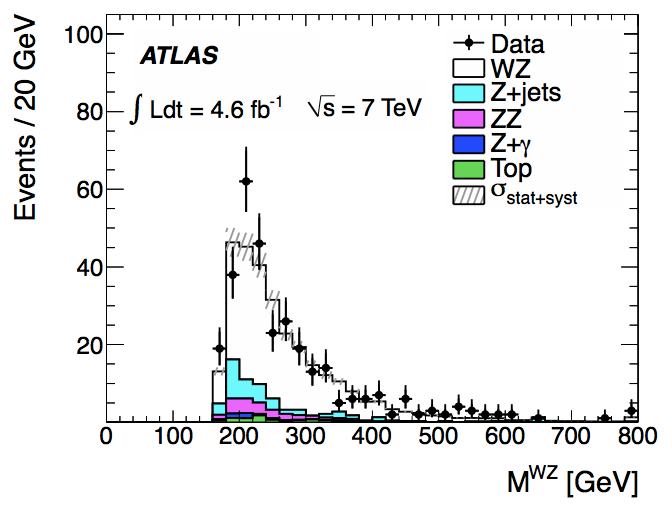 Events / 20 GeV
100
80
60
40
20
ATLAS
∫ Ldt = 4.6 fb⁻¹ √s = 7 TeV
Data
WZ
Z+jets
ZZ
Z+γ
Top
σstat+syst
0 100 200 300 400 500 600 700 800
M^WZ [GeV]